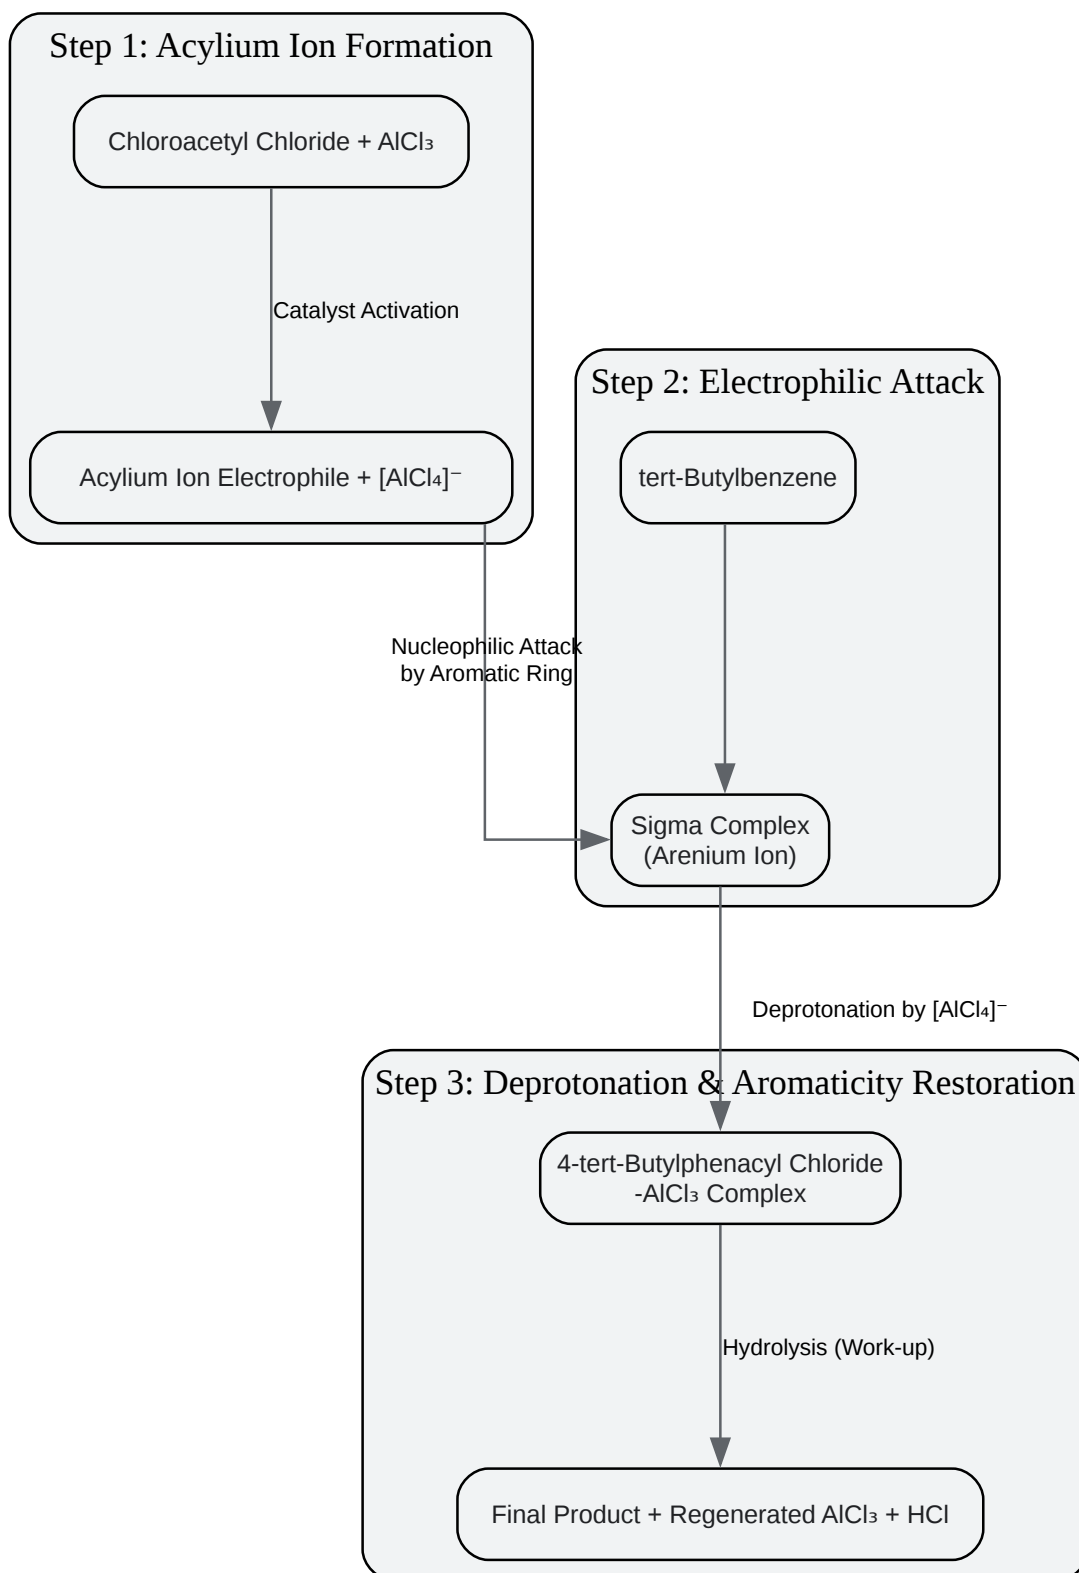 Step 1: Acylium Ion Formation
Chloroacetyl Chloride + AlCl₃
Catalyst Activation
Acylium Ion Electrophile + [AlCl₄]⁻
Step 2: Electrophilic Attack
tert-Butylbenzene
Nucleophilic Attack
by Aromatic Ring
Sigma Complex
(Arenium Ion)
Deprotonation by [AlCl₄]⁻
Step 3: Deprotonation & Aromaticity Restoration
4-tert-Butylphenacyl Chloride
-AlCl₃ Complex
Hydrolysis (Work-up)
Final Product + Regenerated AlCl₃ + HCl